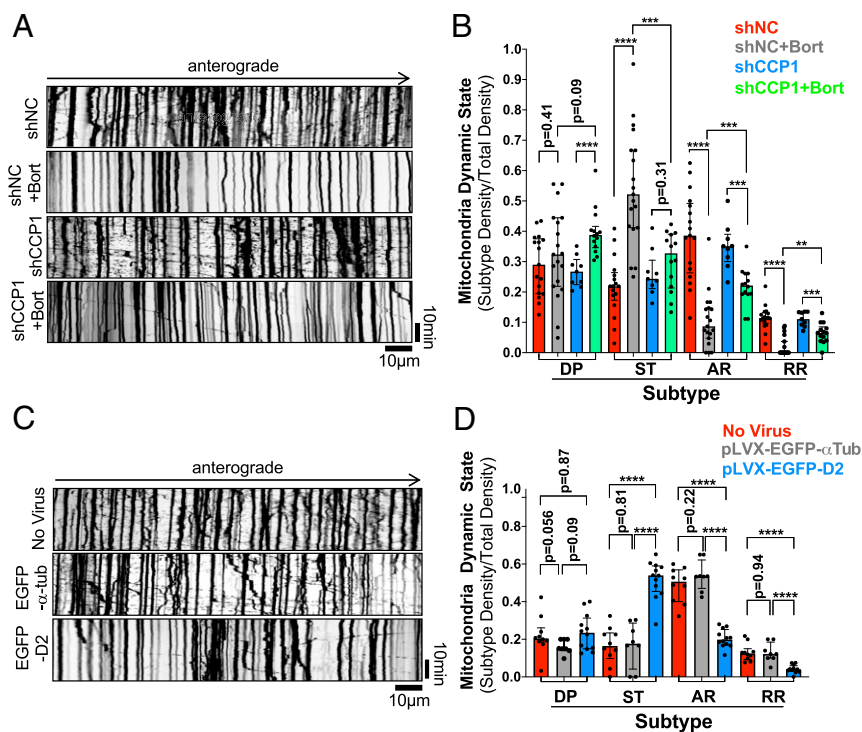 A
anterograde
shNC
shNC
+Bort
shCCP1
shCCP1
+Bort
10min
10μm
B
shNC
shNC+Bort
shCCP1
shCCP1+Bort
Mitochondria Dynamic State
(Subtype Density/Total Density)
1.0
0.9
0.8
0.7
0.6
0.5
0.4
0.3
0.2
0.1
0.0
p=0.41
p=0.09
****
****
***
p=0.31
****
***
***
****
**
***
DP
ST
AR
RR
Subtype
C
anterograde
No Virus
EGFP
-α-tub
EGFP
-D2
10min
10μm
D
No Virus
pLVX-EGFP-αTub
pLVX-EGFP-D2
Mitochondria Dynamic State
(Subtype Density/Total Density)
1.0
0.8
0.6
0.4
0.2
0.0
p=0.87
p=0.056
p=0.09
****
p=0.81
****
****
p=0.22
****
****
p=0.94
****
DP
ST
AR
RR
Subtype